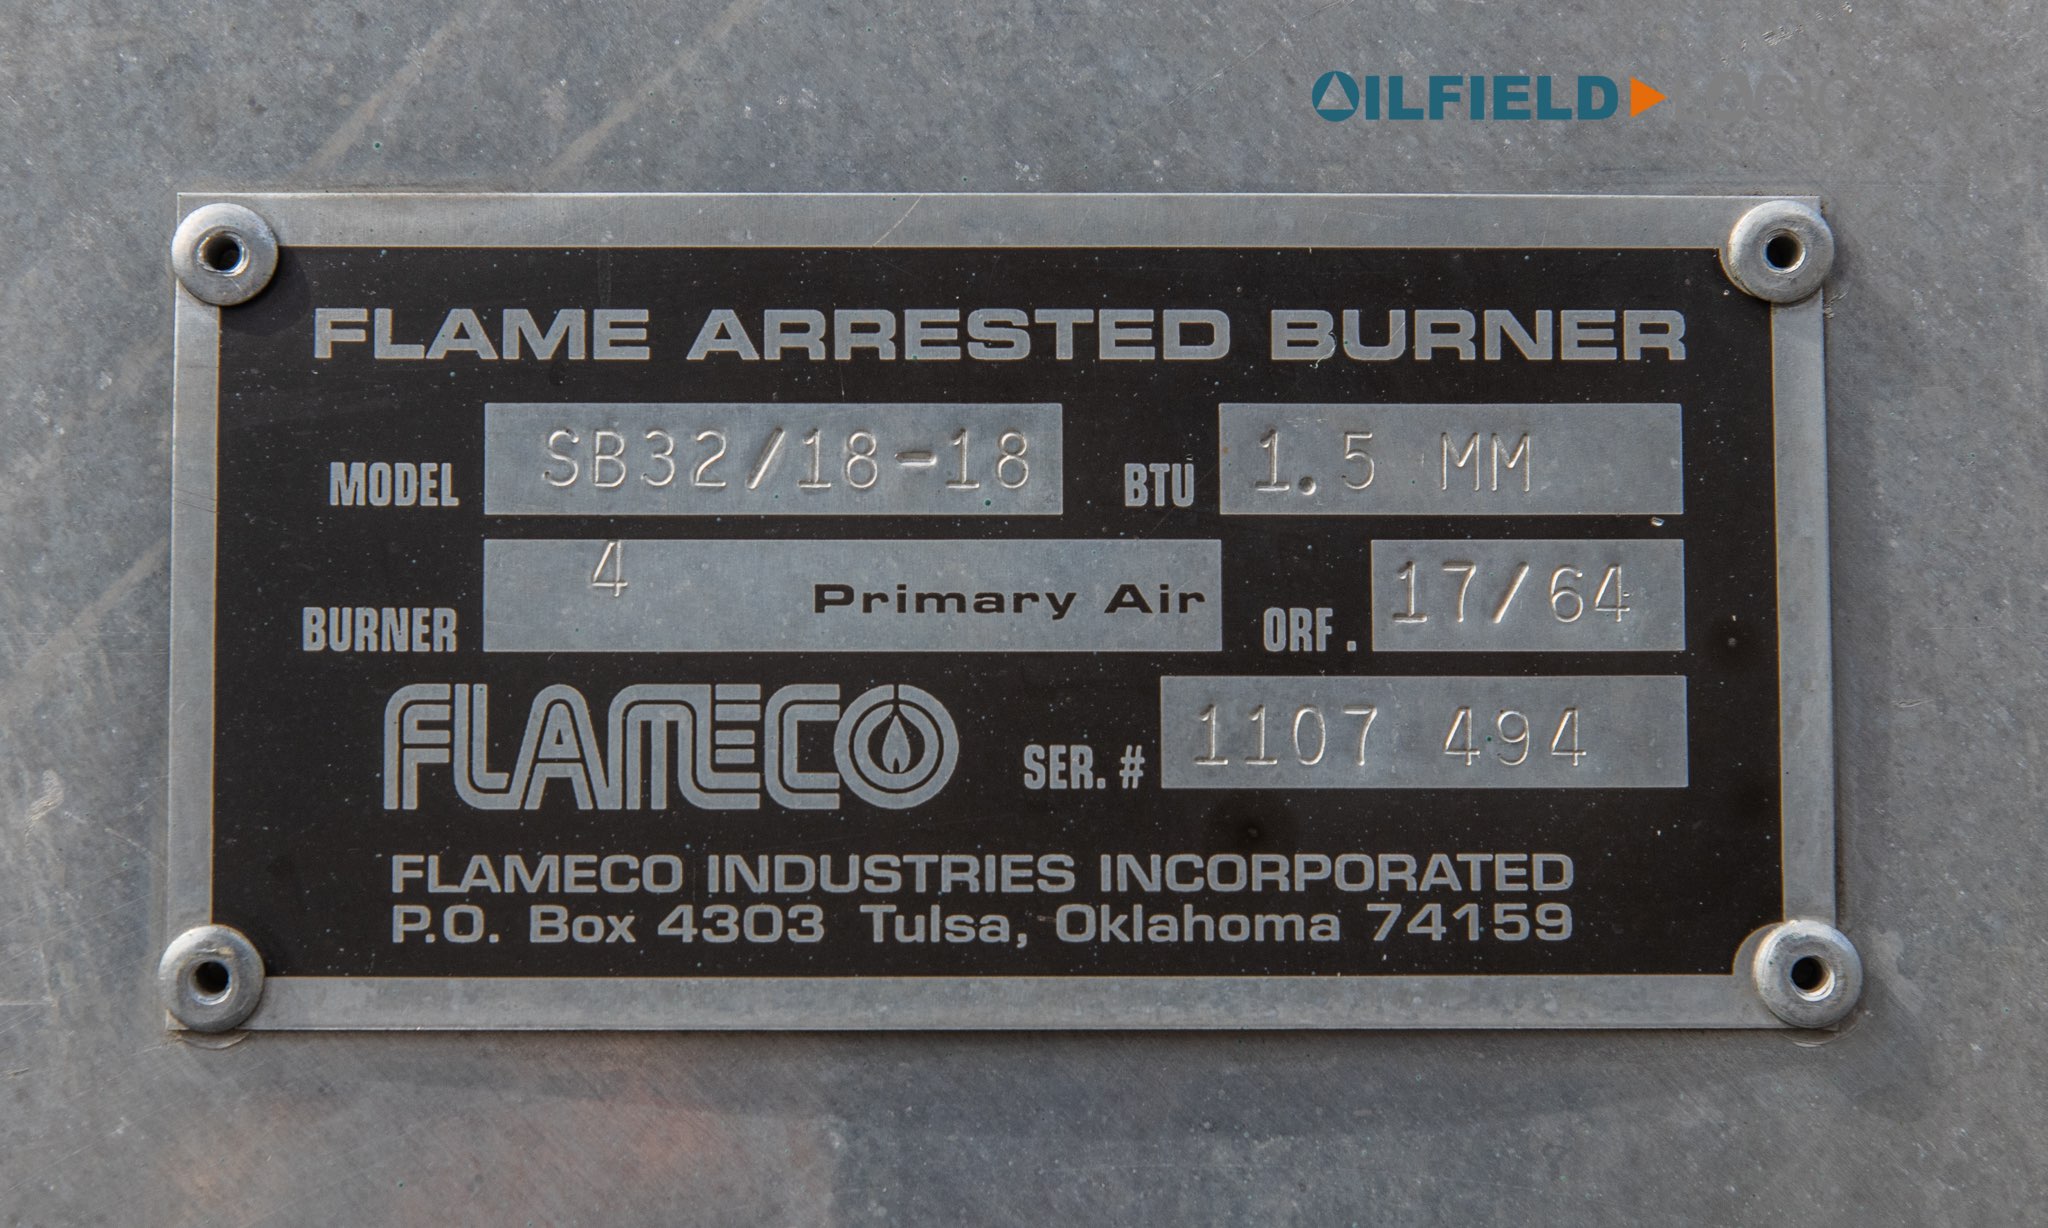 OILFIELD
FLAME ARRESTED BURNER
MODEL SB32/18-18 BTU 1.5 MM
BURNER 4 Primary Air ORF. 17/64
FLAMECO SER. # 1107 494
FLAMECO INDUSTRIES INCORPORATED
P.O. Box 4303 Tulsa, Oklahoma 74159